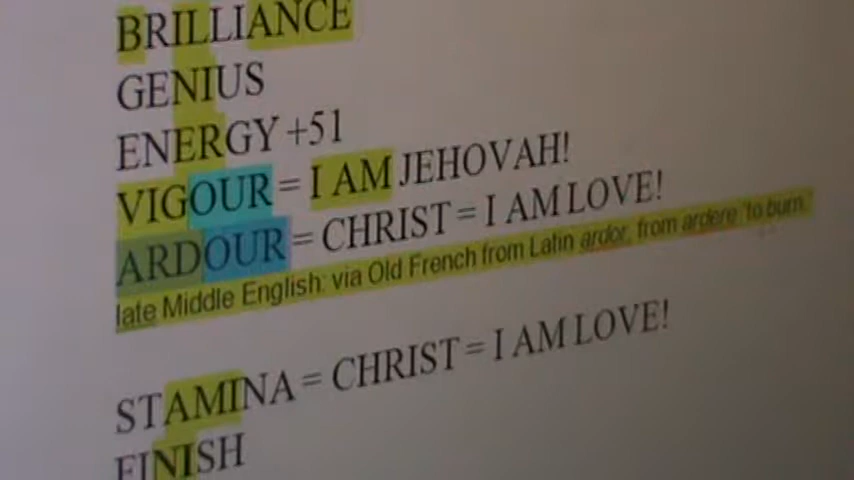 BRILLIANCE
GENIUS
ENERGY +51
VIGOUR = I AM JEHOVAH!
ARDOUR = CHRIST = I AM LOVE!
late Middle English: via Old French from Latin ardor, from ardere 'to burn.'
STAMINA = CHRIST = I AM LOVE!
FINISH